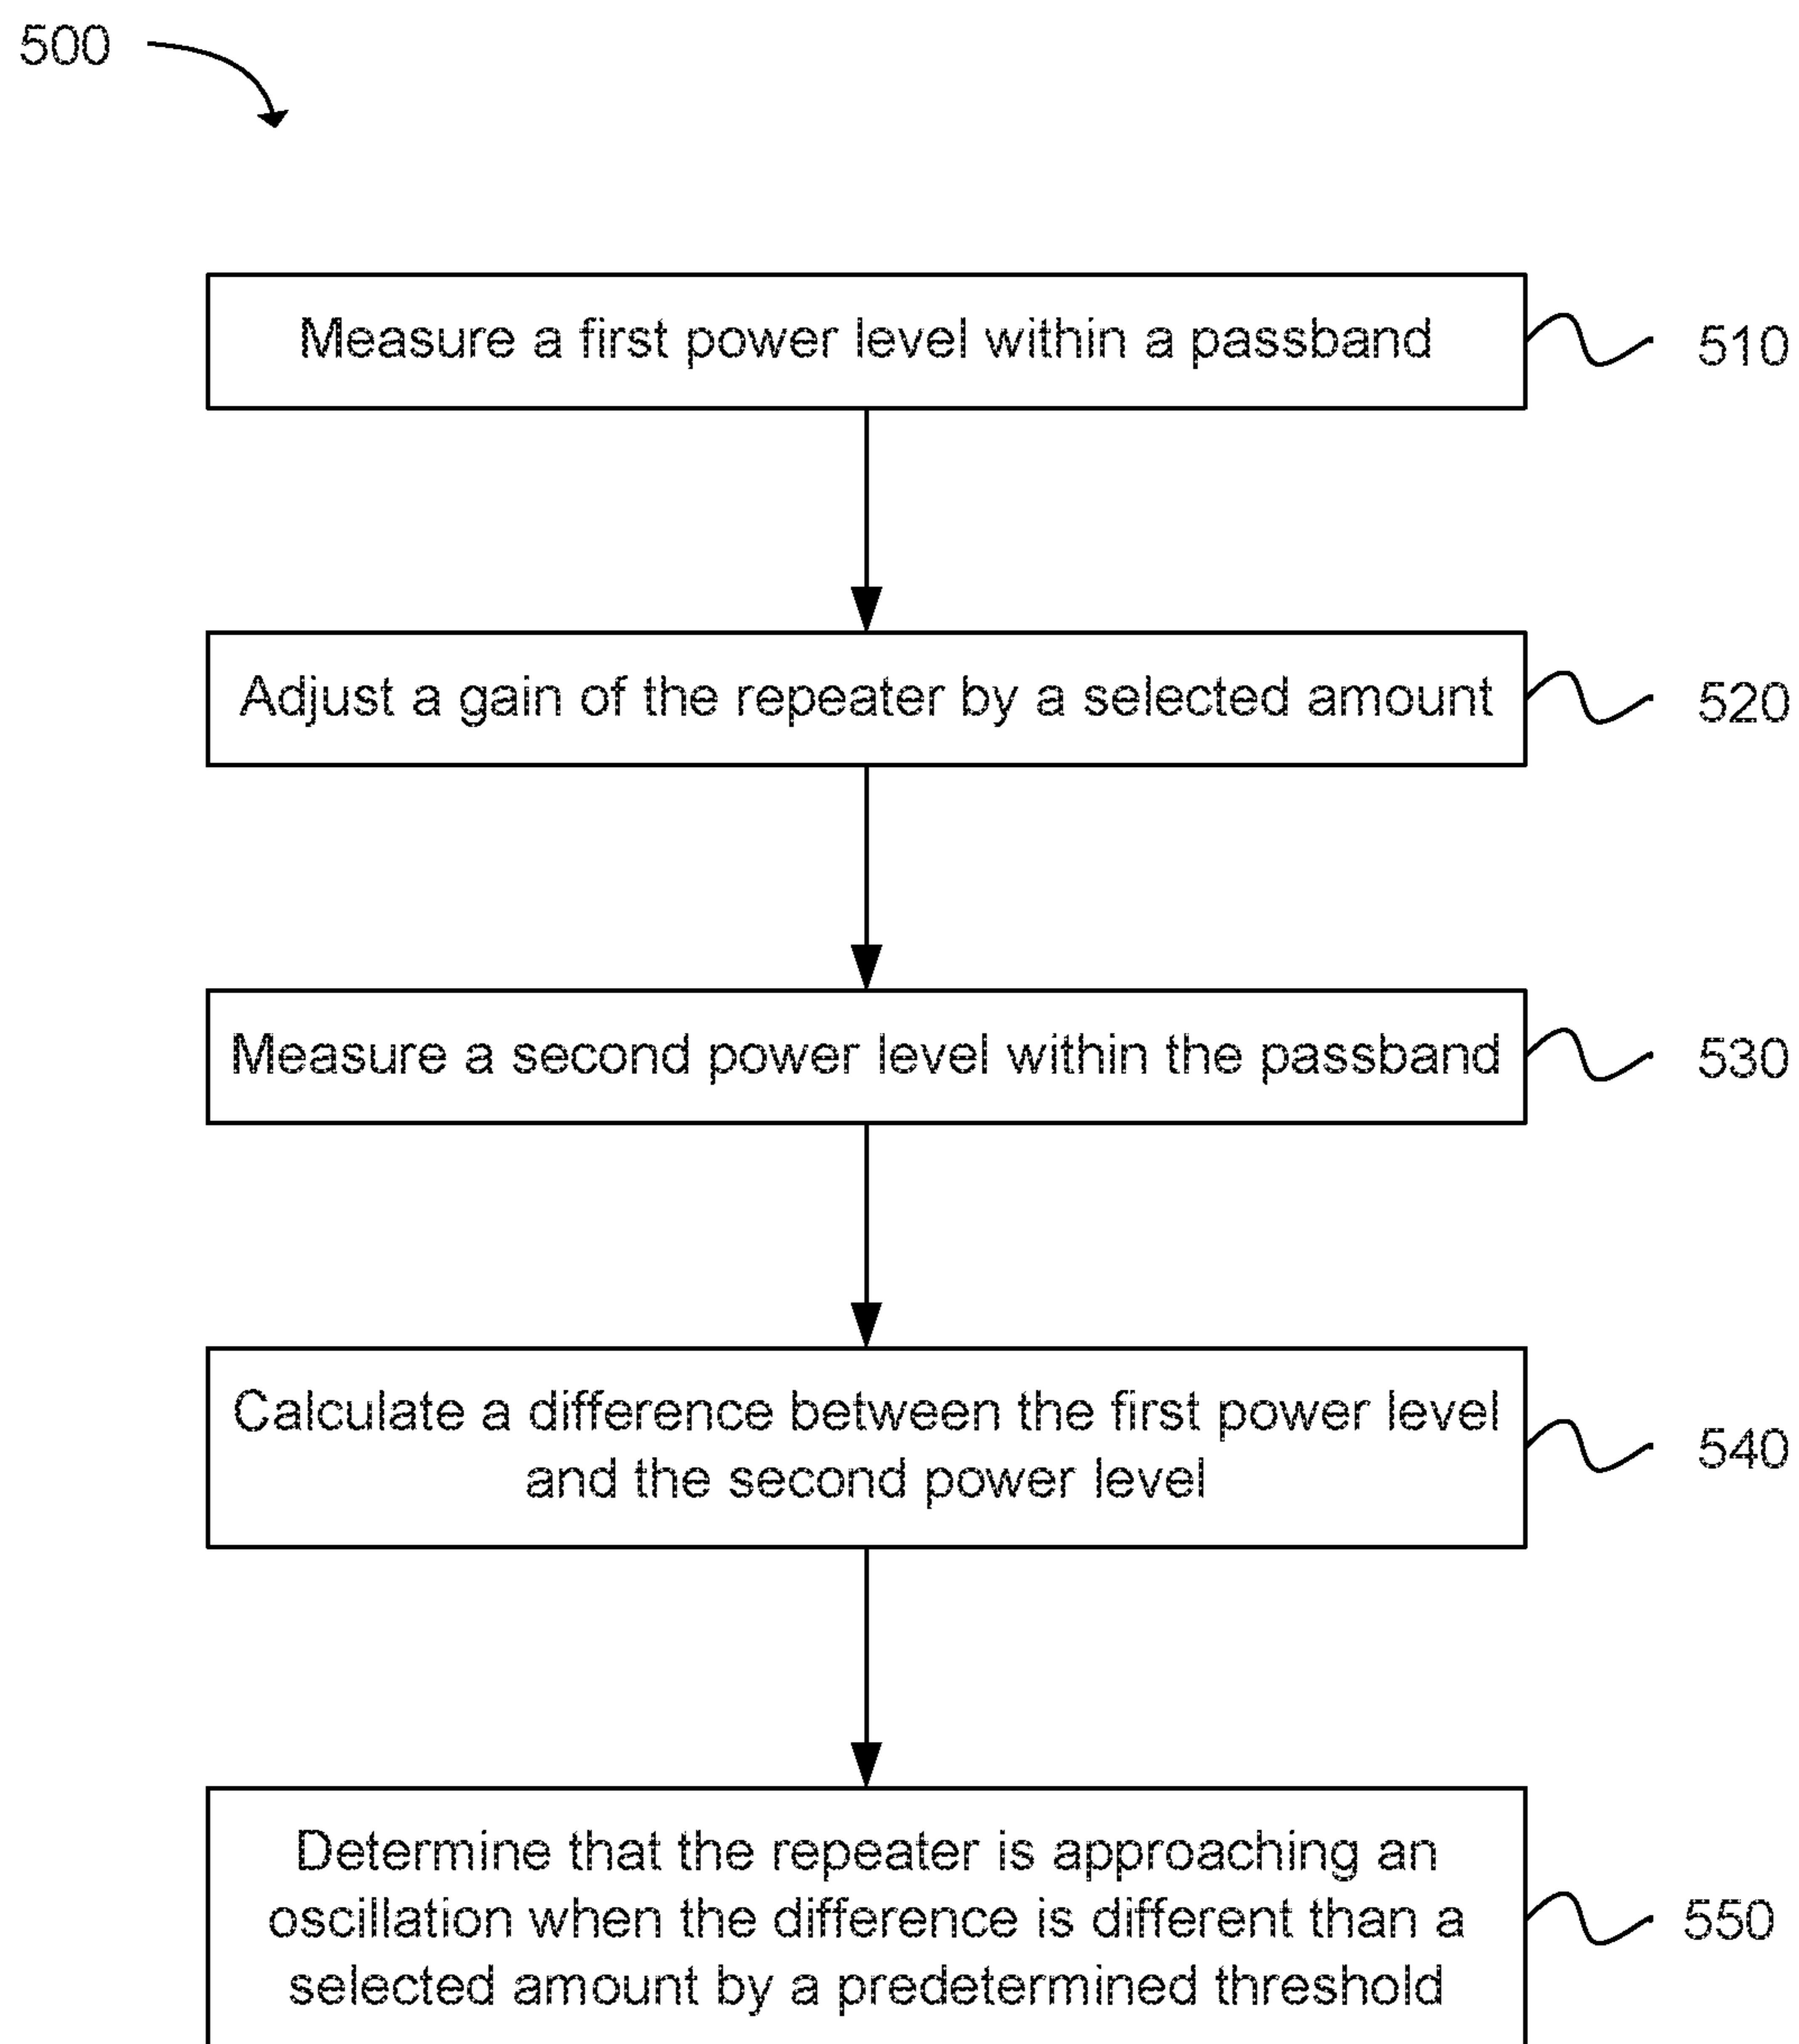 500
Measure a first power level within a passband
510
Adjust a gain of the repeater by a selected amount
520
Measure a second power level within the passband
530
Calculate a difference between the first power level
and the second power level
540
Determine that the repeater is approaching an
oscillation when the difference is different than a
selected amount by a predetermined threshold
550